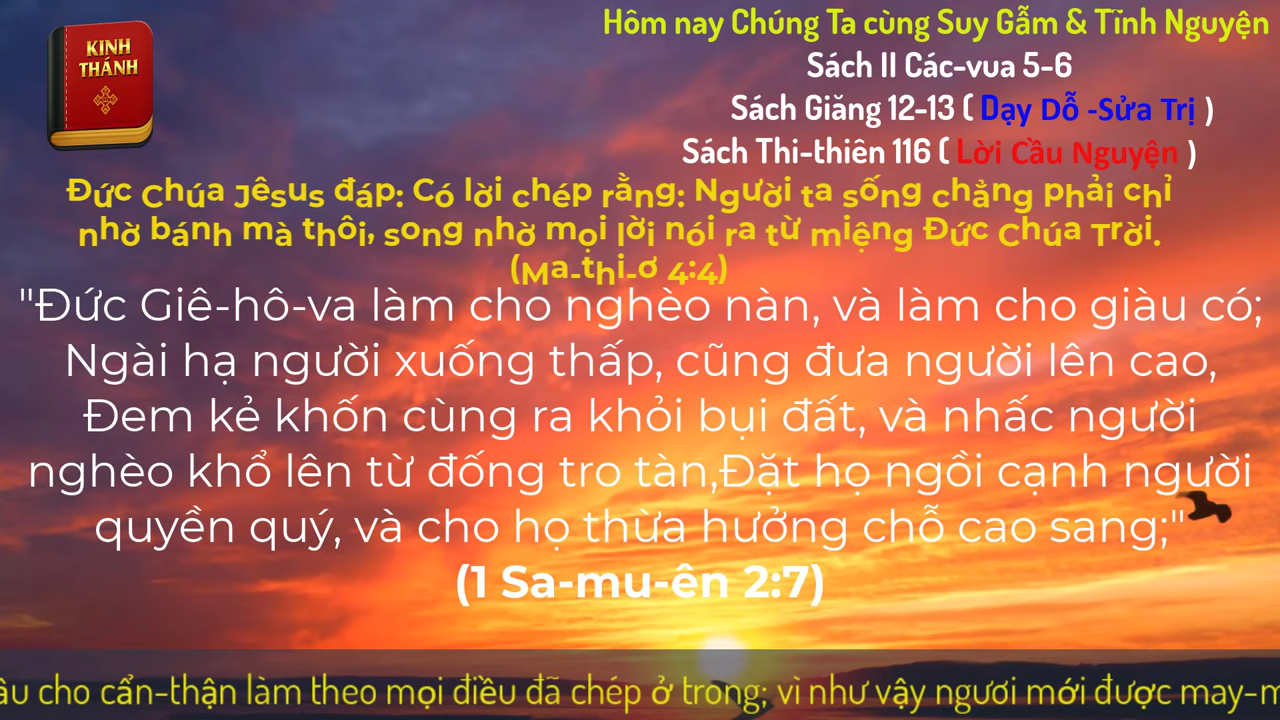 KINH
THÁNH
Hôm nay Chúng Ta cùng Suy Gẫm & Tĩnh Nguyện
Sách II Các-vua 5-6
Sách Giăng 12-13 ( Dạy Dỗ -Sửa Trị )
Sách Thi-thiên 116 ( Lời Cầu Nguyện )
Đức Chúa Jêsus đáp: Có lời chép rằng: Người ta sống chẳng phải chỉ
nhờ bánh mà thôi, song nhờ mọi lời nói ra từ miệng Đức Chúa Trời.
(Ma-thi-ơ 4:4)
"Đức Giê-hô-va làm cho nghèo nàn, và làm cho giàu có;
Ngài hạ người xuống thấp, cũng đưa người lên cao,
Đem kẻ khốn cùng ra khỏi bụi đất, và nhấc người
nghèo khổ lên từ đống tro tàn,Đặt họ ngồi cạnh người
quyền quý, và cho họ thừa hưởng chỗ cao sang;"
(1 Sa-mu-ên 2:7)
cho cẩn-thận làm theo mọi điều đã chép ở trong; vì như vậy ngươi mới được may-